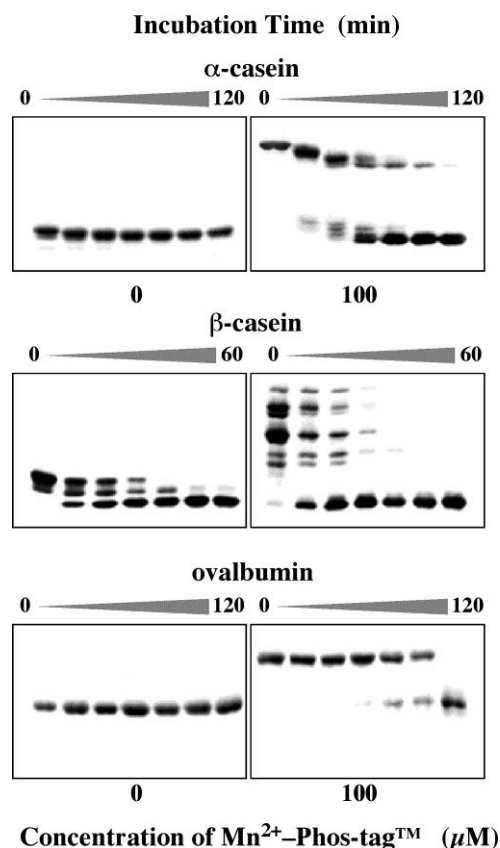 Incubation Time (min)
α-casein
0 120 0 120
0 100
β-casein
0 60 0 60
ovalbumin
0 120 0 120
0 100
Concentration of Mn²⁺–Phos-tag™ (µM)